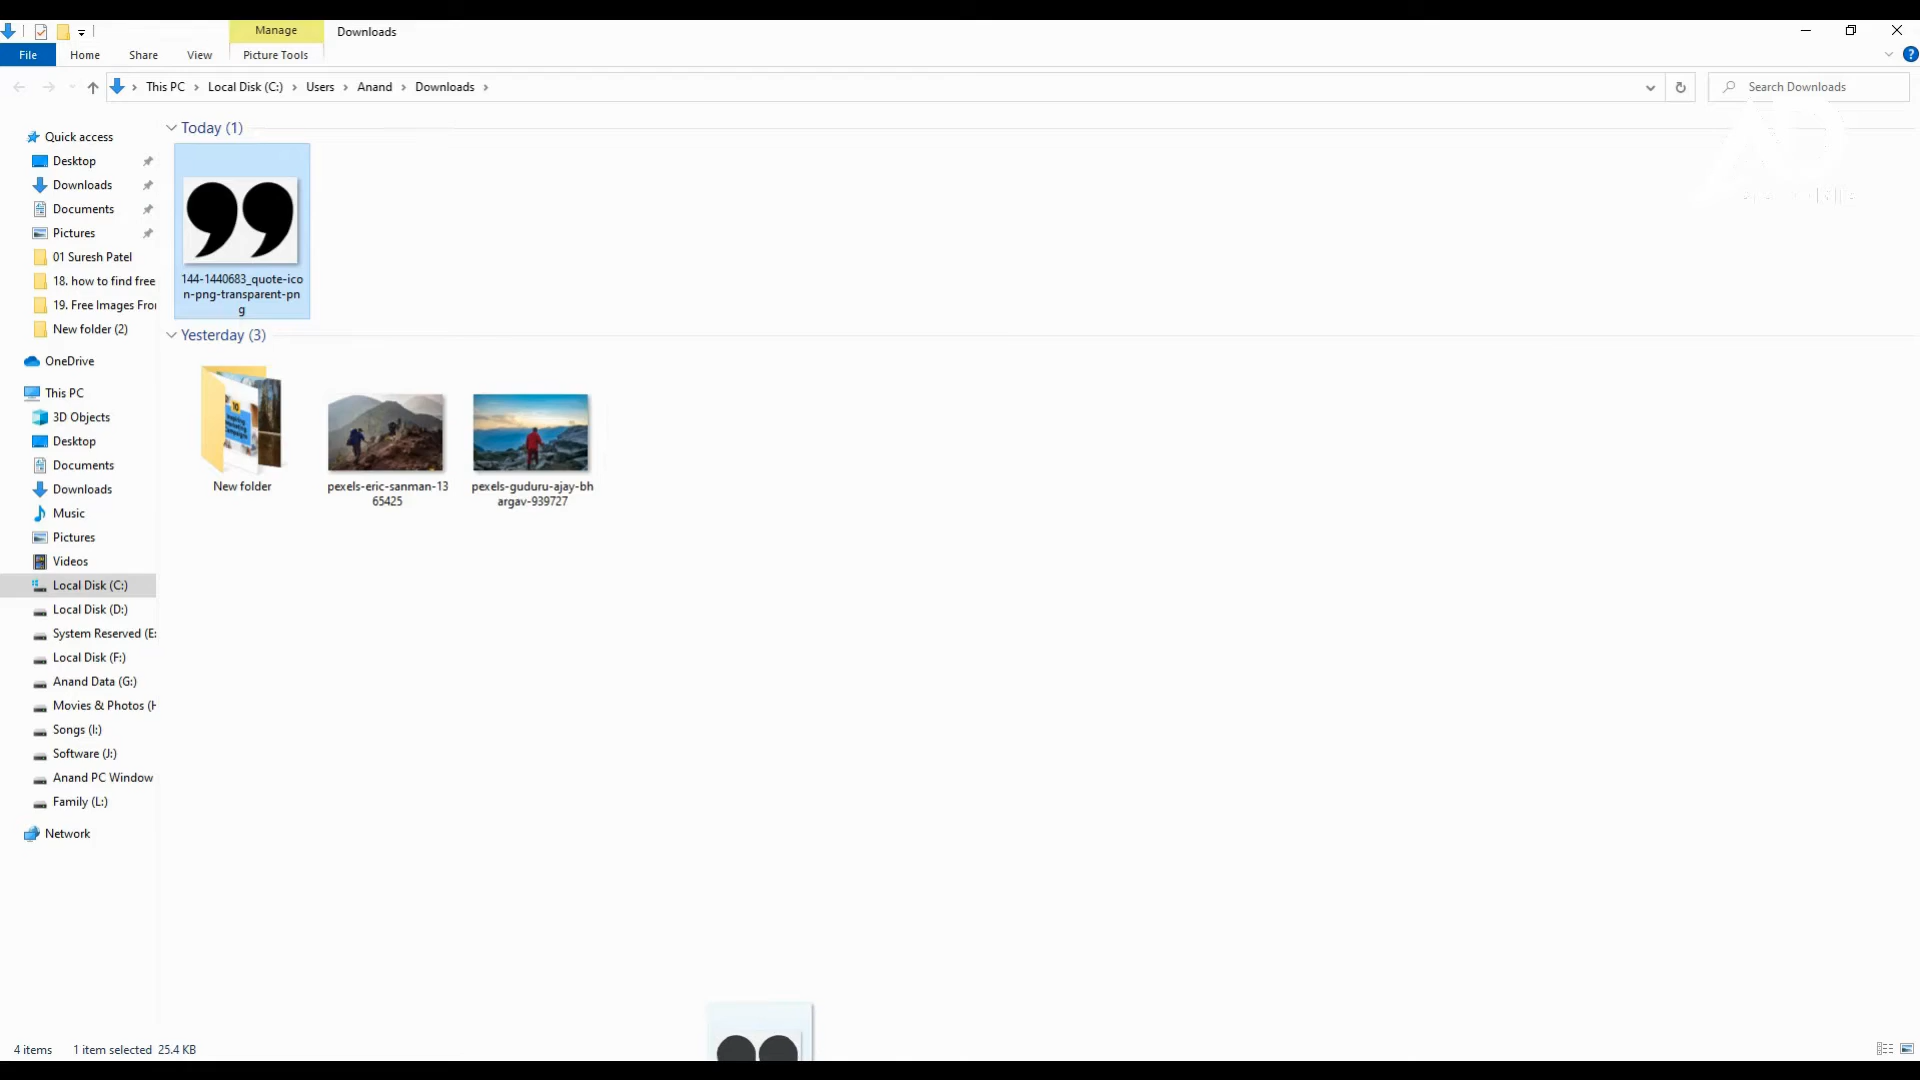 Manage
Downloads
File
Home
Share
View
Picture Tools
This PC
Local Disk (C:)
Users
Anand
Downloads
Search Downloads
Quick access
Desktop
Downloads
Documents
Pictures
01 Suresh Patel
18. how to find free
19. Free Images Fro
New folder (2)
OneDrive
This PC
3D Objects
Desktop
Documents
Downloads
Music
Pictures
Videos
Local Disk (C:)
Local Disk (D:)
System Reserved (E:
Local Disk (F:)
Anand Data (G:)
Movies & Photos (H
Songs (I:)
Software (J:)
Anand PC Window
Family (L:)
Network
Today (1)
144-1440683_quote-ico
n-png-transparent-pn
g
Yesterday (3)
New folder
pexels-eric-sanman-13
65425
pexels-guduru-ajay-bh
argav-939727
4 items
1 item selected 25.4 KB